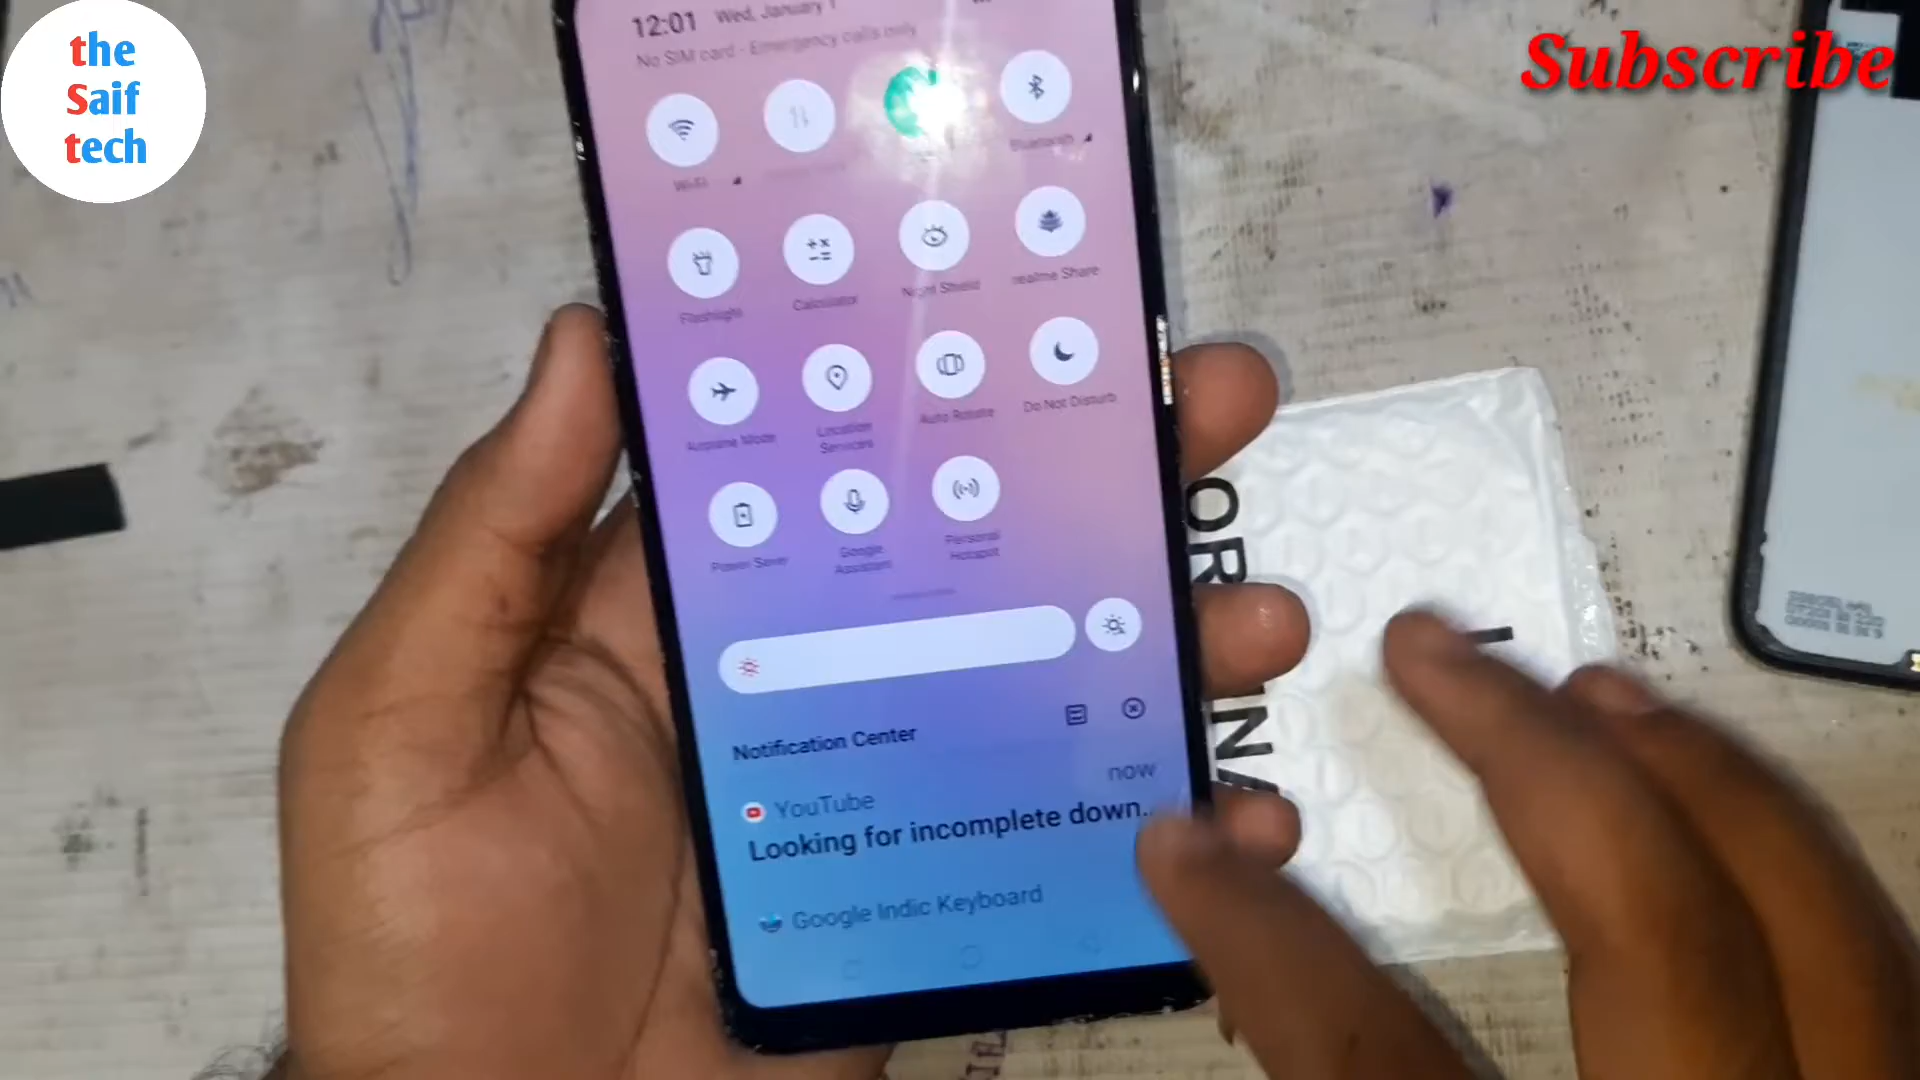 the
Saif
tech
Subscribe
12:01 Wed, January 1
No SIM card - Emergency calls only
Wi-Fi
Bluetooth
Flashlight
Calculator
Night Shield
realme Share
Airplane Mode
Location
Services
Auto Rotate
Do Not Disturb
Power Saver
Google
Assistant
Personal
Hotspot
Notification Center
now
YouTube
Looking for incomplete down...
Google Indic Keyboard